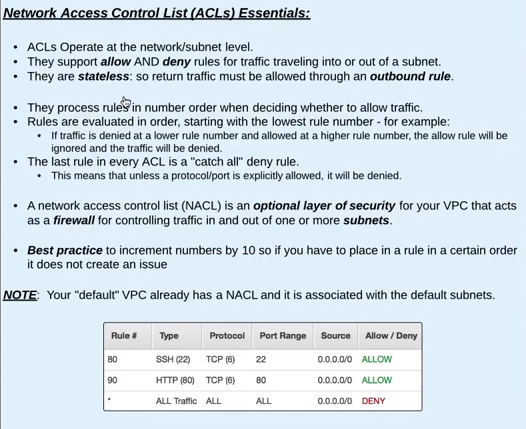 Network Access Control List (ACLs) Essentials:
• ACLs Operate at the network/subnet level.
• They support allow AND deny rules for traffic traveling into or out of a subnet.
• They are stateless: so return traffic must be allowed through an outbound rule.
• They process rules in number order when deciding whether to allow traffic.
• Rules are evaluated in order, starting with the lowest rule number - for example:
• If traffic is denied at a lower rule number and allowed at a higher rule number, the allow rule will be
ignored and the traffic will be denied.
• The last rule in every ACL is a "catch all" deny rule.
• This means that unless a protocol/port is explicitly allowed, it will be denied.
• A network access control list (NACL) is an optional layer of security for your VPC that acts
as a firewall for controlling traffic in and out of one or more subnets.
• Best practice to increment numbers by 10 so if you have to place in a rule in a certain order
it does not create an issue
NOTE: Your "default" VPC already has a NACL and it is associated with the default subnets.
Rule # Type Protocol Port Range Source Allow / Deny
80 SSH (22) TCP (6) 22 0.0.0.0/0 ALLOW
90 HTTP (80) TCP (6) 80 0.0.0.0/0 ALLOW
* ALL Traffic ALL ALL 0.0.0.0/0 DENY